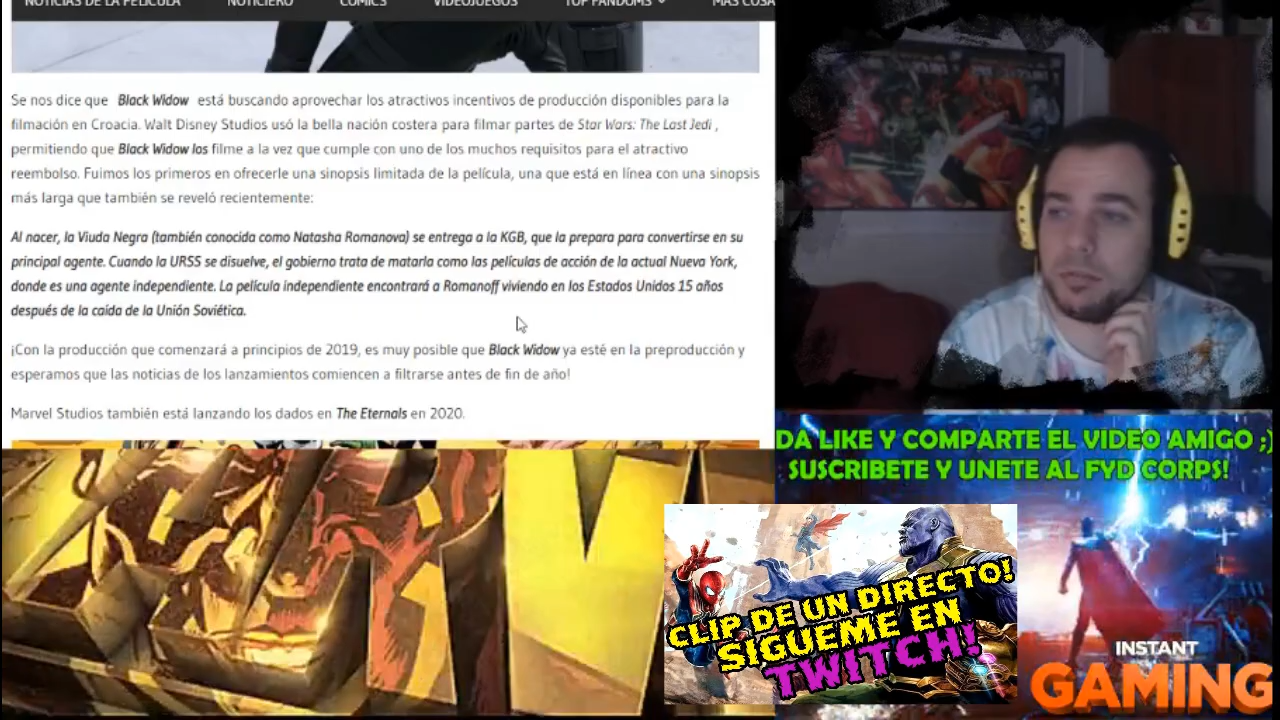 NOTICIAS DE LA PELÍCULA NOTICIERO CÓMICS VIDEOJUEGOS TOP FANDOMS MÁS COSA
Se nos dice que Black Widow está buscando aprovechar los atractivos incentivos de producción disponibles para la
filmación en Croacia. Walt Disney Studios usó la bella nación costera para filmar partes de Star Wars: The Last Jedi ,
permitiendo que Black Widow los filme a la vez que cumple con uno de los muchos requisitos para el atractivo
reembolso. Fuimos los primeros en ofrecerle una sinopsis limitada de la película, una que está en línea con una sinopsis
más larga que también se reveló recientemente:
Al nacer, la Viuda Negra (también conocida como Natasha Romanova) se entrega a la KGB, que la prepara para convertirse en su
principal agente. Cuando la URSS se disuelve, el gobierno trata de matarla como las películas de acción de la actual Nueva York,
donde es una agente independiente. La película independiente encontrará a Romanoff viviendo en los Estados Unidos 15 años
después de la caída de la Unión Soviética.
¡Con la producción que comenzará a principios de 2019, es muy posible que Black Widow ya esté en la preproducción y
esperamos que las noticias de los lanzamientos comiencen a filtrarse antes de fin de año!
Marvel Studios también está lanzando los dados en The Eternals en 2020.
DA LIKE Y COMPARTE EL VIDEO AMIGO ;)
SUSCRIBETE Y UNETE AL FYD CORPS!
CLIP DE UN DIRECTO!
SIGUEME EN
TWITCH!
INSTANT
GAMING